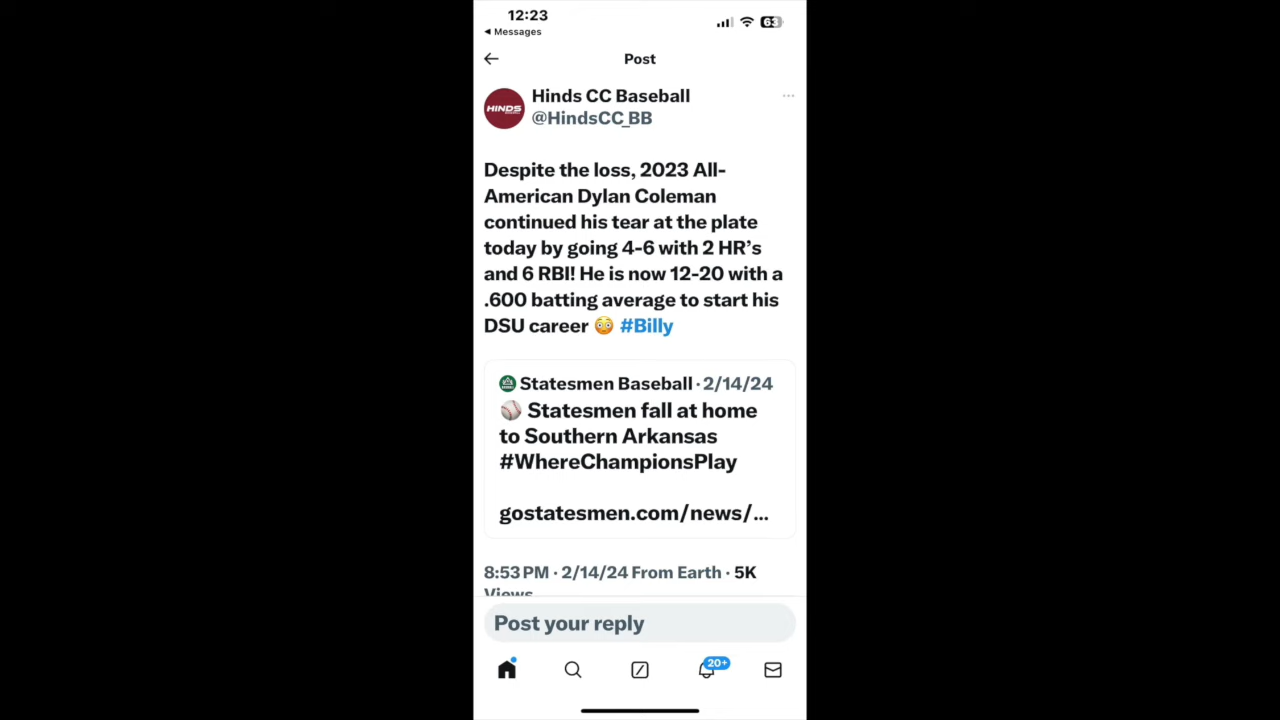 12:23
63
◀ Messages
Post
HINDS
Hinds CC Baseball
@HindsCC_BB
Despite the loss, 2023 All-
American Dylan Coleman
continued his tear at the plate
today by going 4-6 with 2 HR’s
and 6 RBI! He is now 12-20 with a
.600 batting average to start his
DSU career 😳 #Billy
Statesmen Baseball · 2/14/24
⚾ Statesmen fall at home
to Southern Arkansas
#WhereChampionsPlay
gostatesmen.com/news/...
8:53 PM · 2/14/24 From Earth · 5K
Views
Post your reply
20+